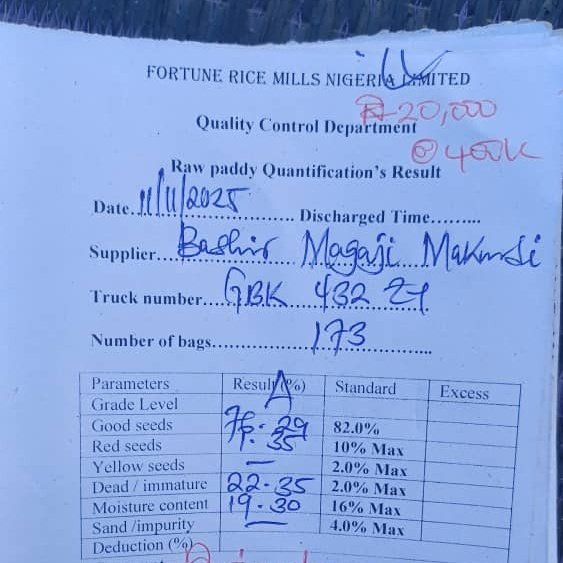 FORTUNE RICE MILLS NIGERIA LIMITED
₦-20,000
Quality Control Department
@ 400K
Raw paddy Quantification's Result
Date. 11/11/2025 Discharged Time.........
Supplier... Bashir Magaji Makurdi
Truck number... GBK 432
Number of bags... 173
Parameters Result (%) Standard Excess
Grade Level A
Good seeds 76.29 82.0%
Red seeds 1.35 10% Max
Yellow seeds — 2.0% Max
Dead / immature 22.35 2.0% Max
Moisture content 19.30 16% Max
Sand /impurity — 4.0% Max
Deduction (%)